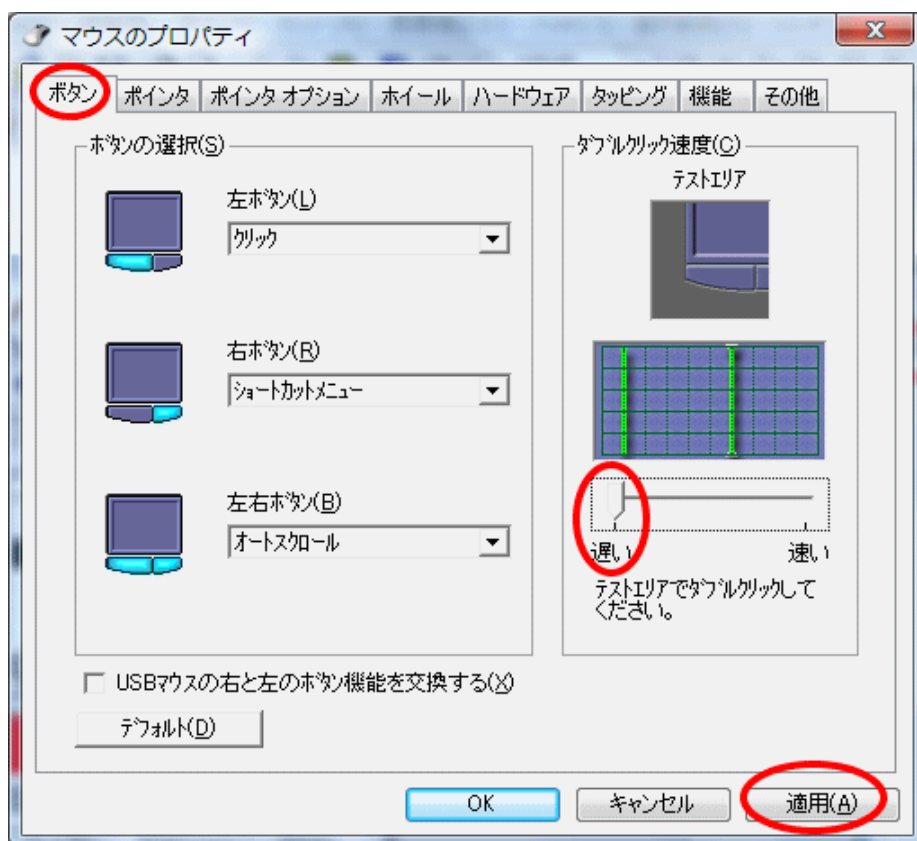 マウスのプロパティ
ボタン ポインタ ポインタ オプション ホイール ハードウェア タッピング 機能 その他
ボタンの選択(S)
左ボタン(L)
クリック
右ボタン(R)
ショートカットメニュー
左右ボタン(B)
オートスクロール
ダブルクリック速度(C)
テストエリア
遅い 速い
テストエリアでダブルクリックして
ください。
USBマウスの右と左のボタン機能を交換する(X)
デフォルト(D)
OK キャンセル 適用(A)